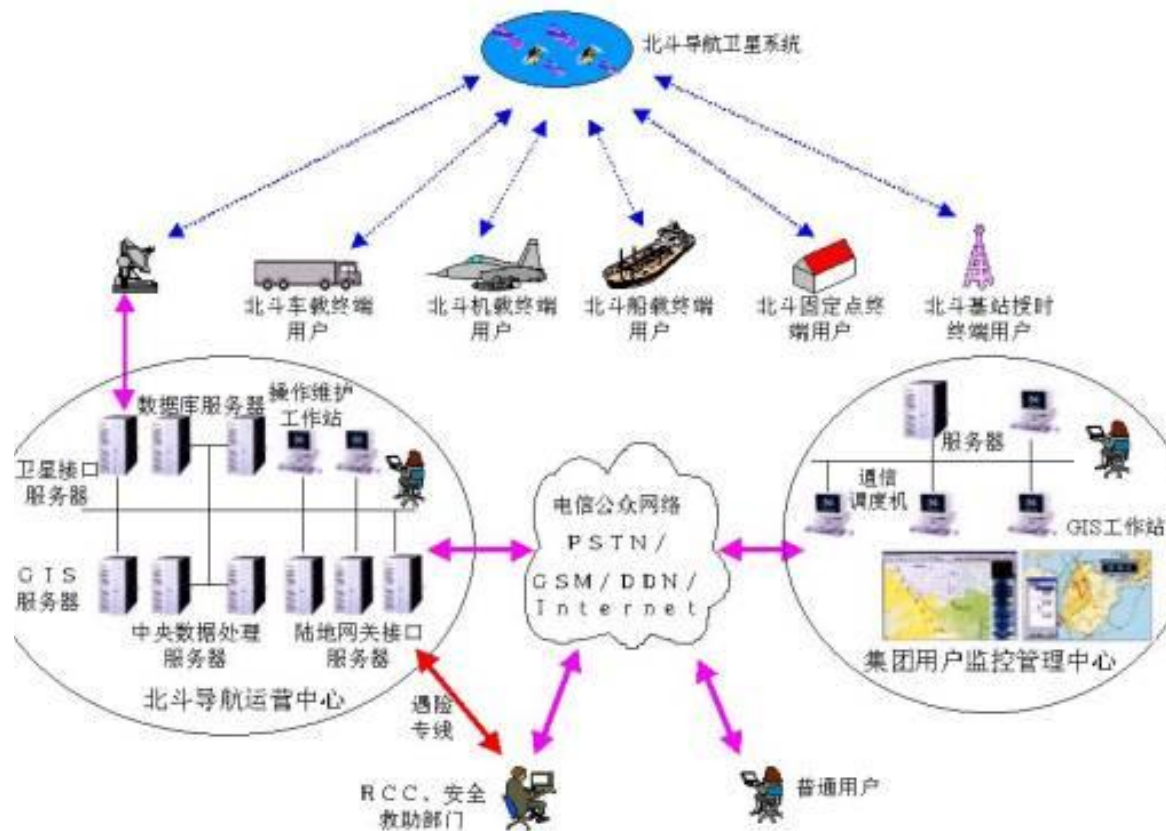 北斗导航卫星系统
北斗车载终端
用户
北斗机载终端
用户
北斗船载终端
用户
北斗固定点终
端用户
北斗基站授时
终端用户
数据库服务器
操作维护
工作站
卫星接口
服务器
GIS
服务器
中央数据处理
服务器
陆地网关接口
服务器
北斗导航运营中心
电信公众网络
PSTN/
GSM/DDN/
Internet
服务器
通信
调度机
GIS工作站
集团用户监控管理中心
遇险
专线
RCC、安全
救助部门
普通用户